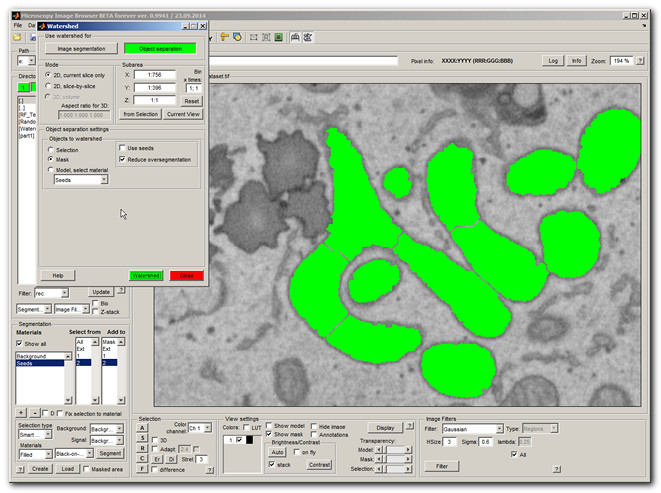 Microscopy Image Browser BETA forever ver. 0.9941 / 23.09.2014
File
Path
e:
Pixel info: XXXX:YYYY (RRR:GGG:BBB)
Log
Info
Zoom: 194 %
?
Watershed
Use watershed for
Image segmentation
Object separation
Mode
2D, current slice only
2D, slice-by-slice
3D, volume
Aspect ratio for 3D:
1.000 1.000 1.000
Subarea
X: 1:756
Y: 1:396
Z: 1:1
Bin
x times:
1; 1
Reset
from Selection
Current View
Object separation settings
Objects to watershed
Selection
Mask
Model, select material
Seeds
Use seeds
Reduce oversegmentation
Help
Watershed
Close
1
[.]
[..]
[part1]
Filter: rec
Update
?
Segment...
Image Fil...
Bio
Z-stack
Segmentation
Materials
Select from
Add to
Show all
Background
Seeds
All
Ext
1
2
Mask
Ext
1
2
+
-
D
Fix selection to material
Selection type
Smart ...
Background:
Backgr...
Signal:
Backgr...
Materials
Filled
Black-on-...
Segment
?
Create
Load
Masked area
Selection
A
S
R
C
F
Color channel:
Ch 1
3D
Adapt.
2.4
Er
Di
Strel.
3
difference
?
View settings
Colors:
LUT
1
Show model
Show mask
Hide image
Annotations
Display
?
Brightness/Contrast
Auto
on fly
stack
Contrast
Transparency:
Model:
Mask:
Selection:
Image Filters
Filter: Gaussian
Type: Regions
HSize 3
Sigma 0.6
lambda: 0.25
All
Filter
?